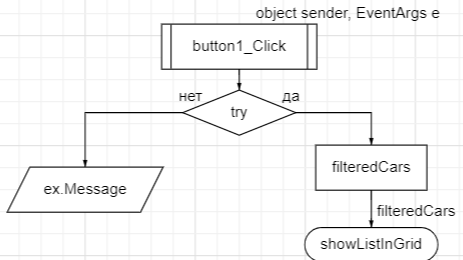 object sender, EventArgs e
button1_Click
нет
да
try
ex.Message
filteredCars
filteredCars
showListInGrid